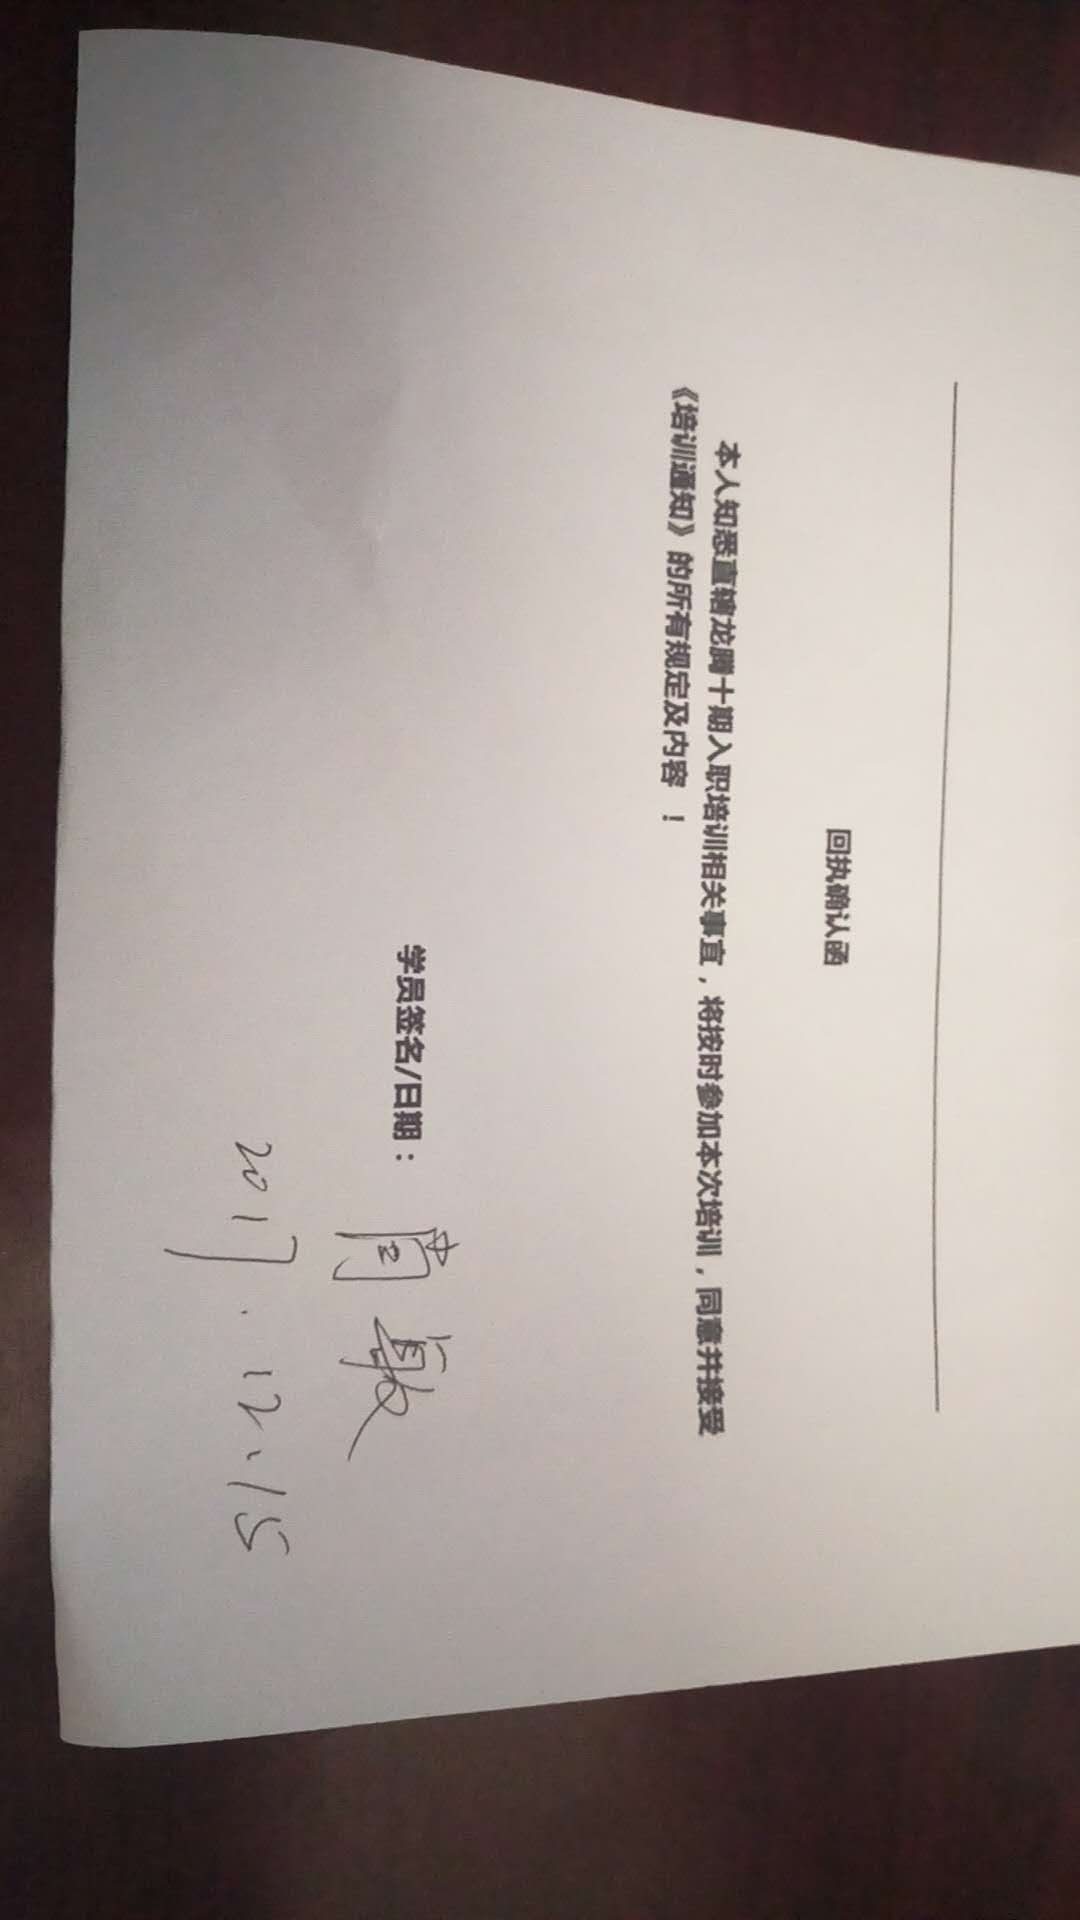 回执确认函
本人知悉直辖龙腾十期入职培训相关事宜，将按时参加本次培训，同意并接受
《培训通知》的所有规定及内容 ！
学员签名/日期：
2017.12.15